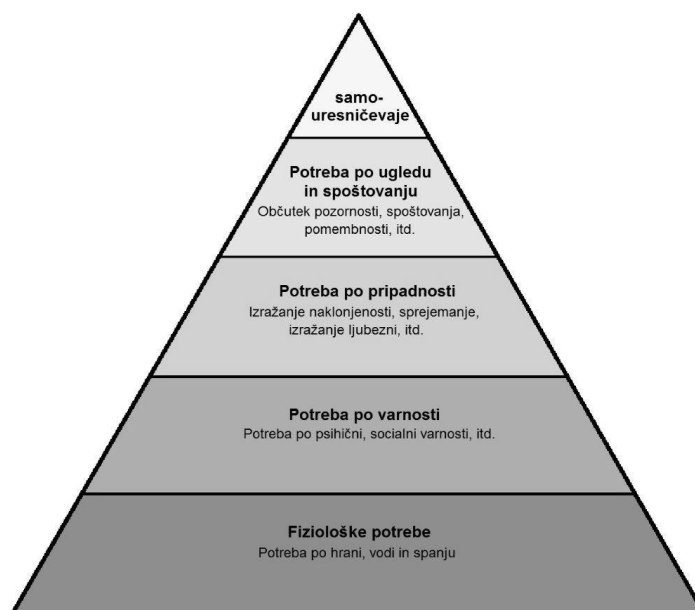 samo-
uresničevaje
Potreba po ugledu
in spoštovanju
Občutek pozornosti, spoštovanja,
pomembnosti, itd.
Potreba po pripadnosti
Izražanje naklonjenosti, sprejemanje,
izražanje ljubezni, itd.
Potreba po varnosti
Potreba po psihični, socialni varnosti, itd.
Fiziološke potrebe
Potreba po hrani, vodi in spanju